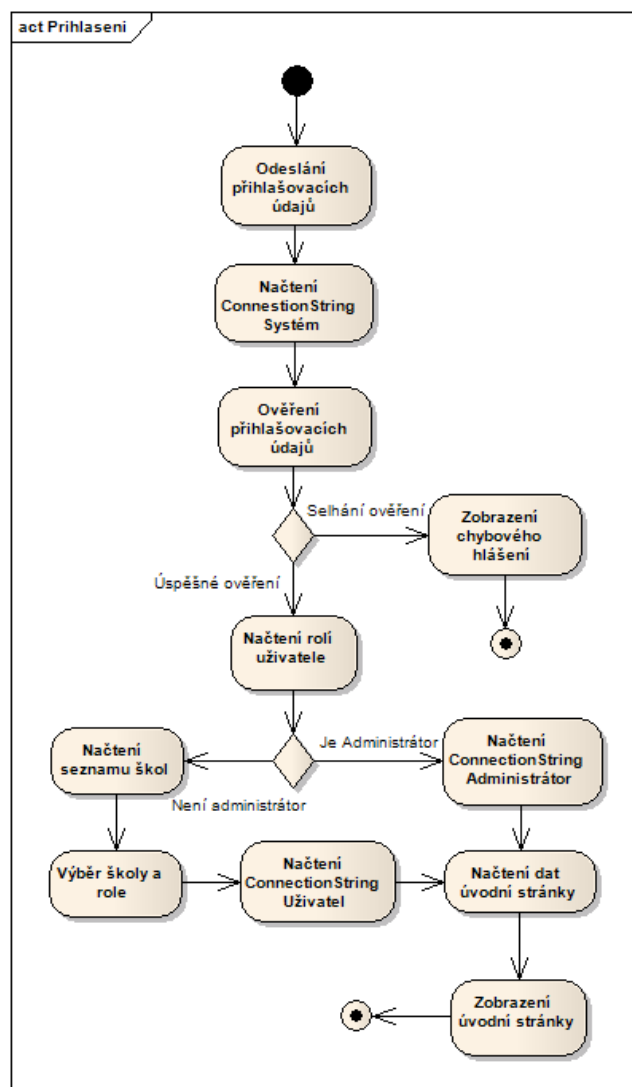 act Prihlaseni
Odeslání
přihlašovacích
údajů
Načtení
ConnestionString
Systém
Ověření
přihlašovacích
údajů
Selhání ověření
Zobrazení
chybového
hlášení
Úspěšné ověření
Načtení rolí
uživatele
Je Administrátor
Načtení
seznamu škol
Načtení
ConnectionString
Administrátor
Není administrátor
Výběr školy a
role
Načtení
ConnectionString
Uživatel
Načtení dat
úvodní stránky
Zobrazení
úvodní stránky